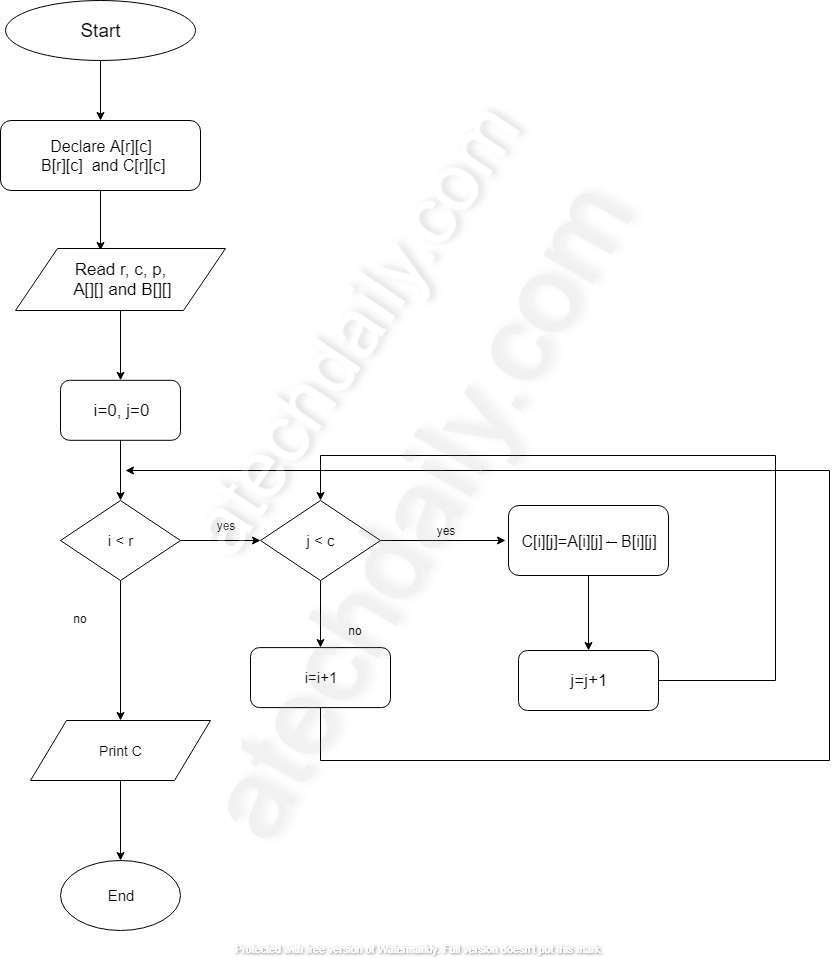 Start
Declare A[r][c]
B[r][c] and C[r][c]
Read r, c, p,
A[][] and B[][]
i=0, j=0
i < r
yes
j < c
yes
C[i][j]=A[i][j] — B[i][j]
no
no
i=i+1
j=j+1
Print C
End
atechdaily.com
atechdaily.com
Protected with free version of Watermarkly. Full version doesn't put this mark.